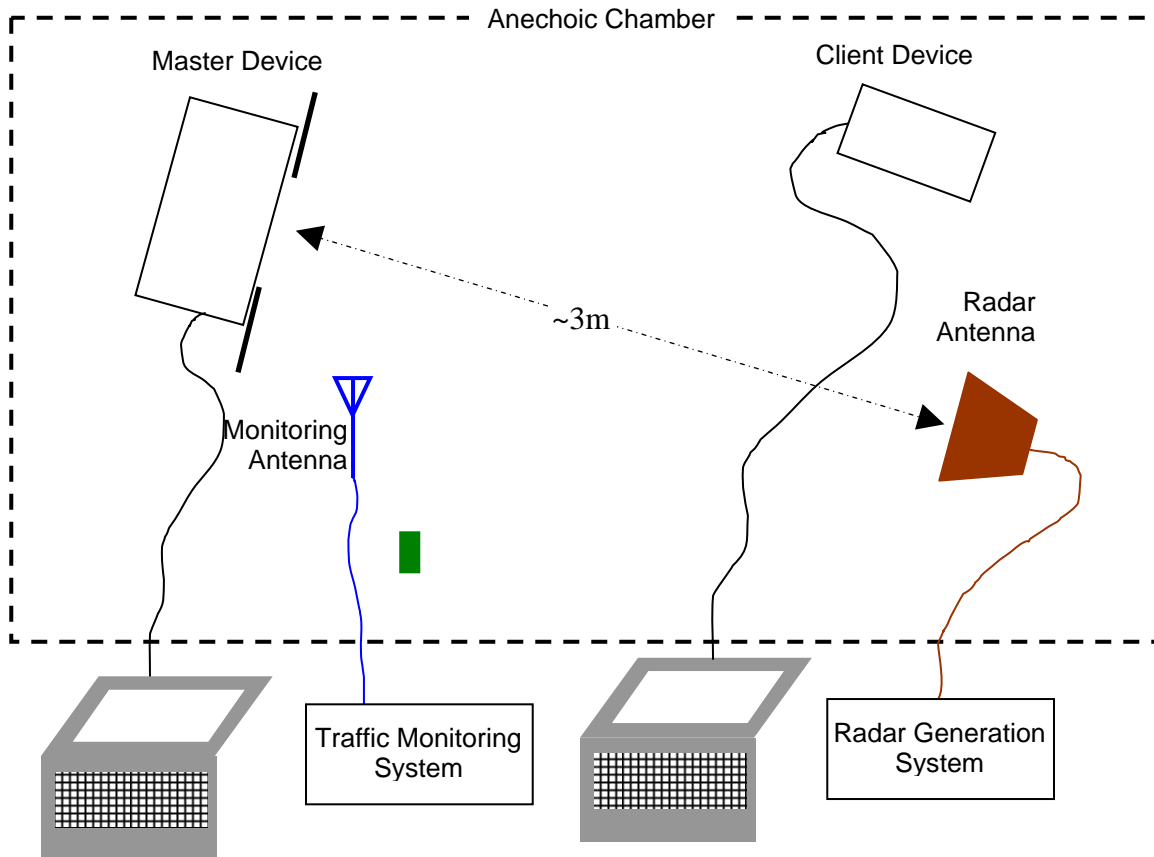 Anechoic Chamber
Master Device
Client Device
~3m
Radar
Antenna
Monitoring
Antenna
Traffic Monitoring
System
Radar Generation
System